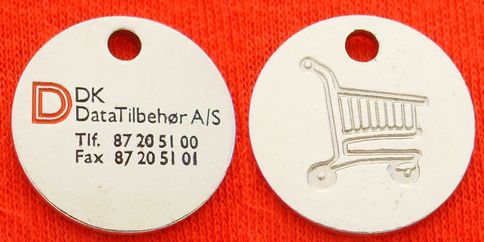 D DK
DataTilbehør A/S
Tlf. 87 20 51 00
Fax 87 20 51 01